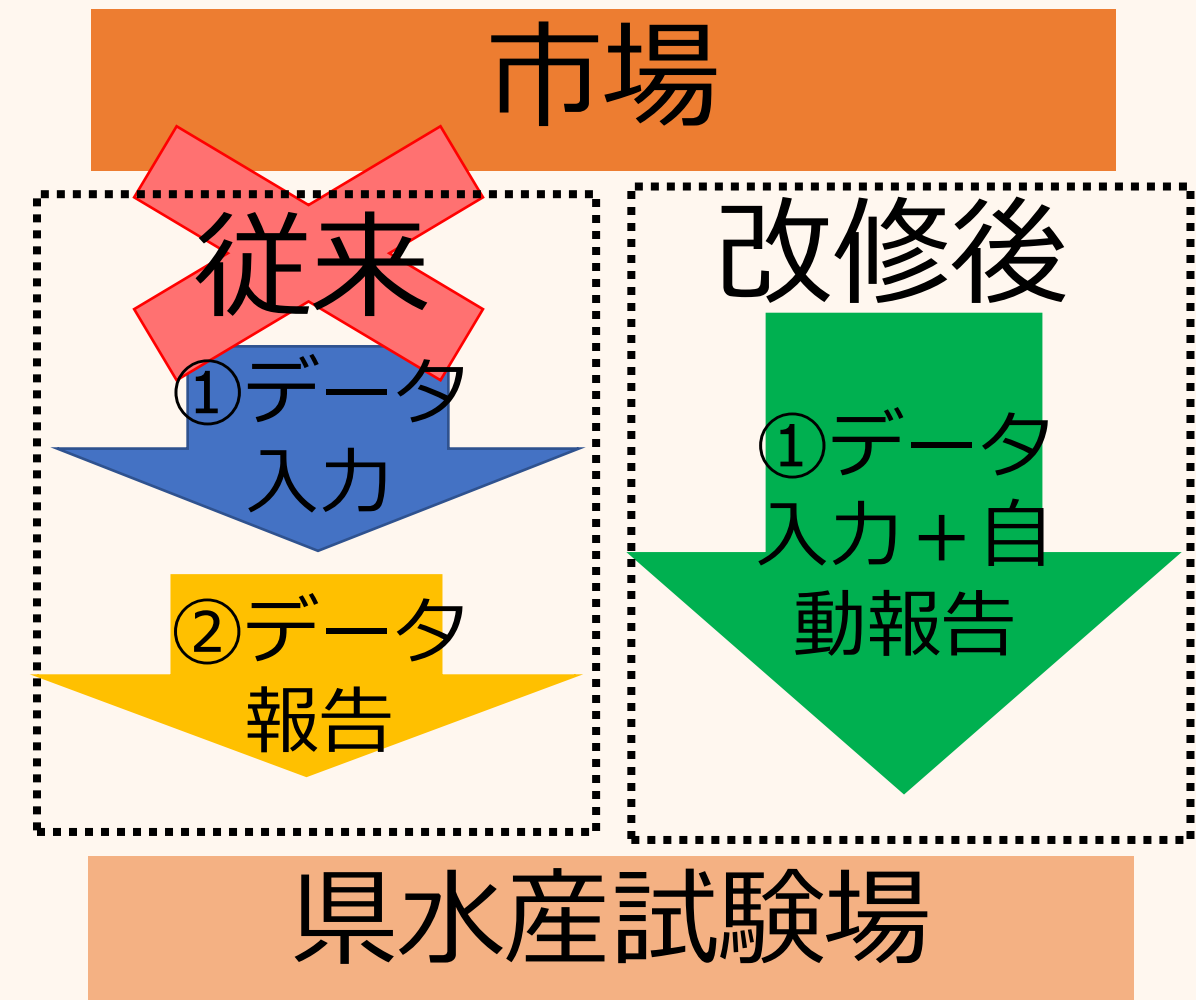 市場
従来
①データ
入力
②データ
報告
改修後
①データ
入力＋自
動報告
県水産試験場